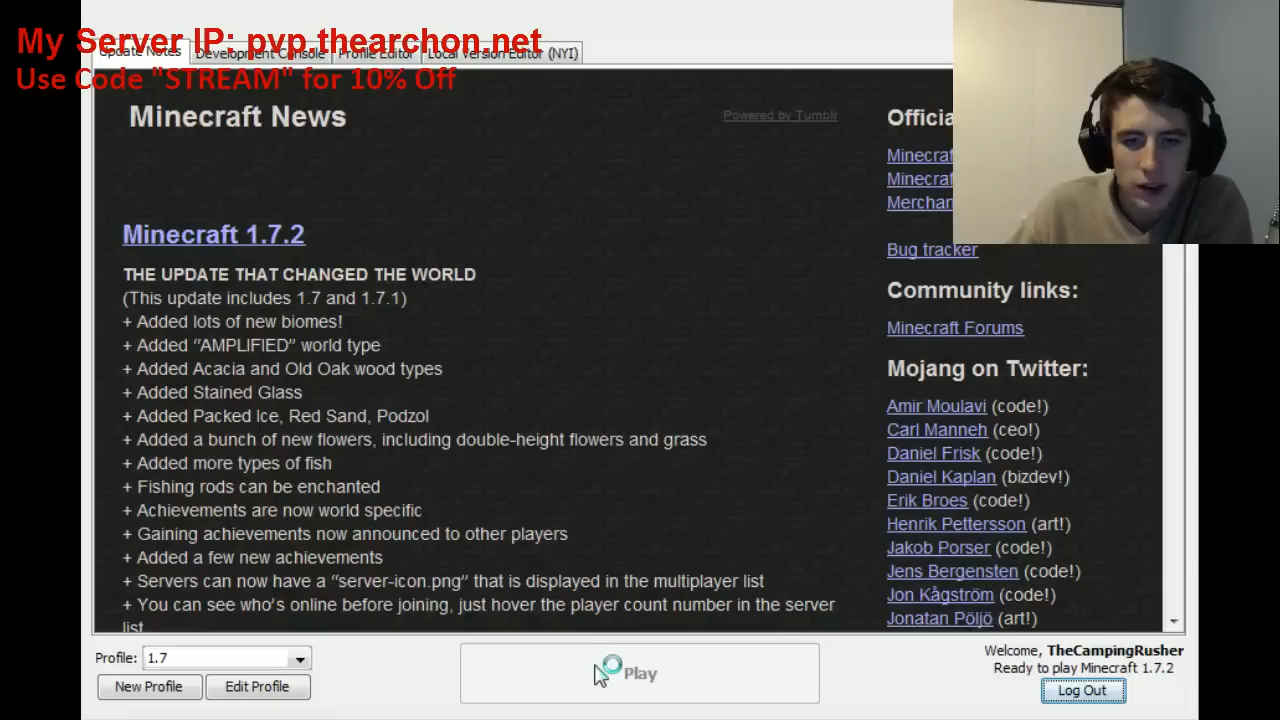 My Server IP: pvp.thearchon.net
Update Notes Development Console Profile Editor Local Version Editor (NYI)
Use Code "STREAM" for 10% Off
Minecraft News
Powered by Tumblr
Minecraft 1.7.2
THE UPDATE THAT CHANGED THE WORLD
(This update includes 1.7 and 1.7.1)
+ Added lots of new biomes!
+ Added “AMPLIFIED” world type
+ Added Acacia and Old Oak wood types
+ Added Stained Glass
+ Added Packed Ice, Red Sand, Podzol
+ Added a bunch of new flowers, including double-height flowers and grass
+ Added more types of fish
+ Fishing rods can be enchanted
+ Achievements are now world specific
+ Gaining achievements now announced to other players
+ Added a few new achievements
+ Servers can now have a “server-icon.png” that is displayed in the multiplayer list
+ You can see who’s online before joining, just hover the player count number in the server
list
Officia
Minecraf
Minecraf
Merchan
Bug tracker
Community links:
Minecraft Forums
Mojang on Twitter:
Amir Moulavi (code!)
Carl Manneh (ceo!)
Daniel Frisk (code!)
Daniel Kaplan (bizdev!)
Erik Broes (code!)
Henrik Pettersson (art!)
Jakob Porser (code!)
Jens Bergensten (code!)
Jon Kågström (code!)
Jonatan Pöljö (art!)
Profile: 1.7
New Profile Edit Profile
Play
Welcome, TheCampingRusher
Ready to play Minecraft 1.7.2
Log Out